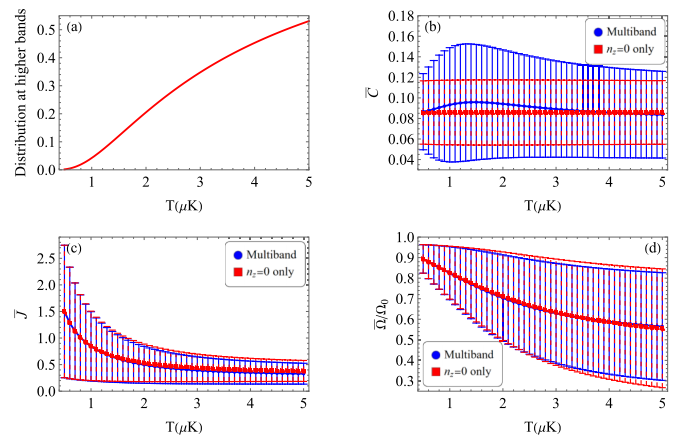 (a)
Distribution at higher bands
0.5
0.4
0.3
0.2
0.1
0.0
1 2 3 4 5
T(μK)
(b)
Multiband
n_z=0 only
C̅
0.18
0.16
0.14
0.12
0.10
0.08
0.06
0.04
1 2 3 4 5
T(μK)
(c)
Multiband
n_z=0 only
J̅
3.0
2.5
2.0
1.5
1.0
0.5
0.0
1 2 3 4 5
T(μK)
(d)
Multiband
n_z=0 only
Ω̅/Ω₀
1.0
0.9
0.8
0.7
0.6
0.5
0.4
0.3
1 2 3 4 5
T(μK)